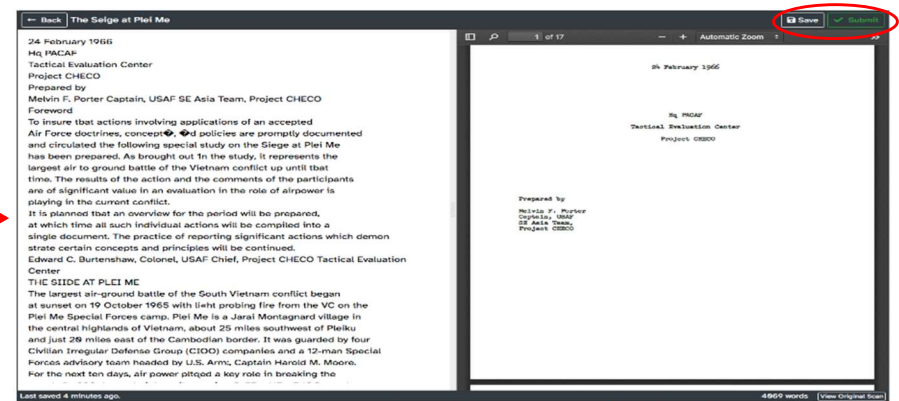 ← Back The Seige at Plei Me
Save ✓ Submit
24 February 1966
Hq PACAF
Tactical Evaluation Center
Project CHECO
Prepared by
Melvin F. Porter Captain, USAF SE Asia Team, Project CHECO
Foreword
To insure tbat actions involving applications of an accepted
Air Force doctrines, concept�, �d policies are promptly documented
and circulated the following special study on the Siege at Plei Me
has been prepared. As brought out 1n the study, it represents the
largest air to ground battle of the Vietnam conflict up until tbat
time. The results of the action and the comments of the participants
are of significant value in an evaluation in the role of airpower is
playing in the current conflict.
It is planned tbat an overview for the period will be prepared,
at which time all such individual actions will be compiled into a
single document. The practice of reporting significant actions which demon
strate certain concepts and principles will be continued.
Edward C. Burtenshaw, Colonel, USAF Chief, Project CHECO Tactical Evaluation
Center
THE SIIDE AT PLEI ME
The largest air-ground battle of the South Vietnam conflict began
at sunset on 19 October 1965 with li«ht probing fire from the VC on the
Plei Me Special Forces camp. Plei Me is a Jarai Montagnard village in
the central highlands of Vietnam, about 25 miles southwest of Pleiku
and just 20 miles east of the Cambodian border. It was guarded by four
Civilian Irregular Defense Group (CIOO) companies and a 12-man Special
Forces advisory team headed by U.S. Arm:, Captain Harold M. Moore.
For the next ten days, air power pitqod a key role in breaking the
1 of 17 − + Automatic Zoom
24 February 1966
Hq PACAF
Tactical Evaluation Center
Project CHECO
Prepared by
Melvin F. Porter
Captain, USAF
SE Asia Team,
Project CHECO
Last saved 4 minutes ago.
4069 words View Original Scan